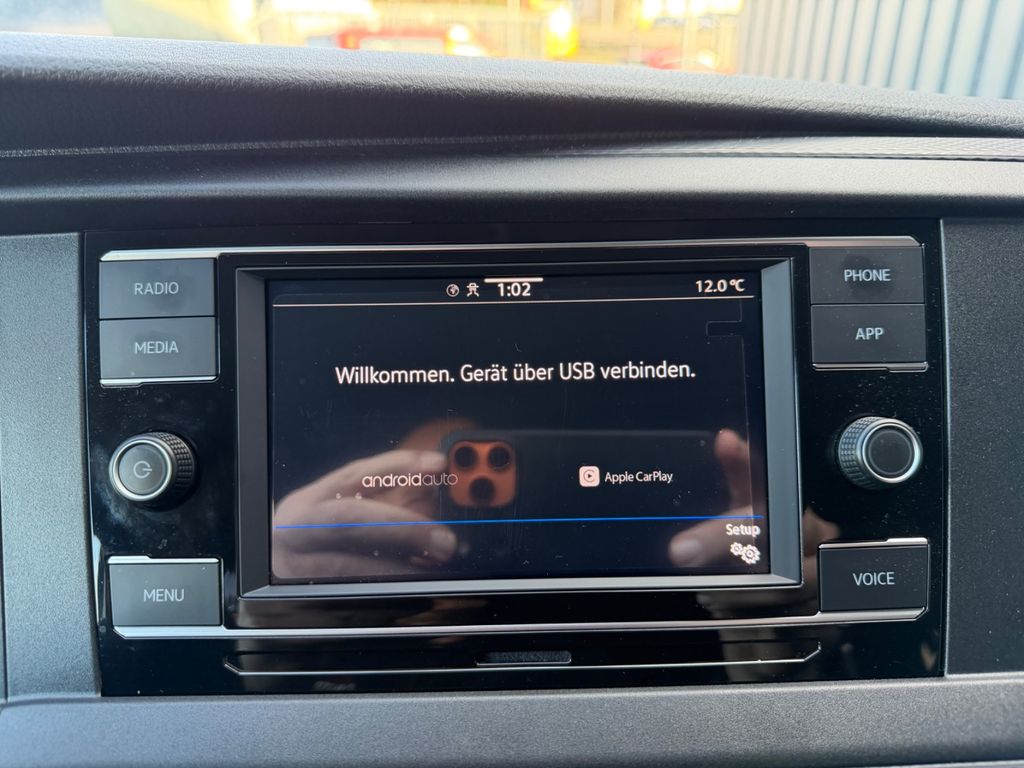 RADIO
MEDIA
MENU
1:02
12.0 °C
Willkommen. Gerät über USB verbinden.
androidauto
Apple CarPlay
Setup
PHONE
APP
VOICE